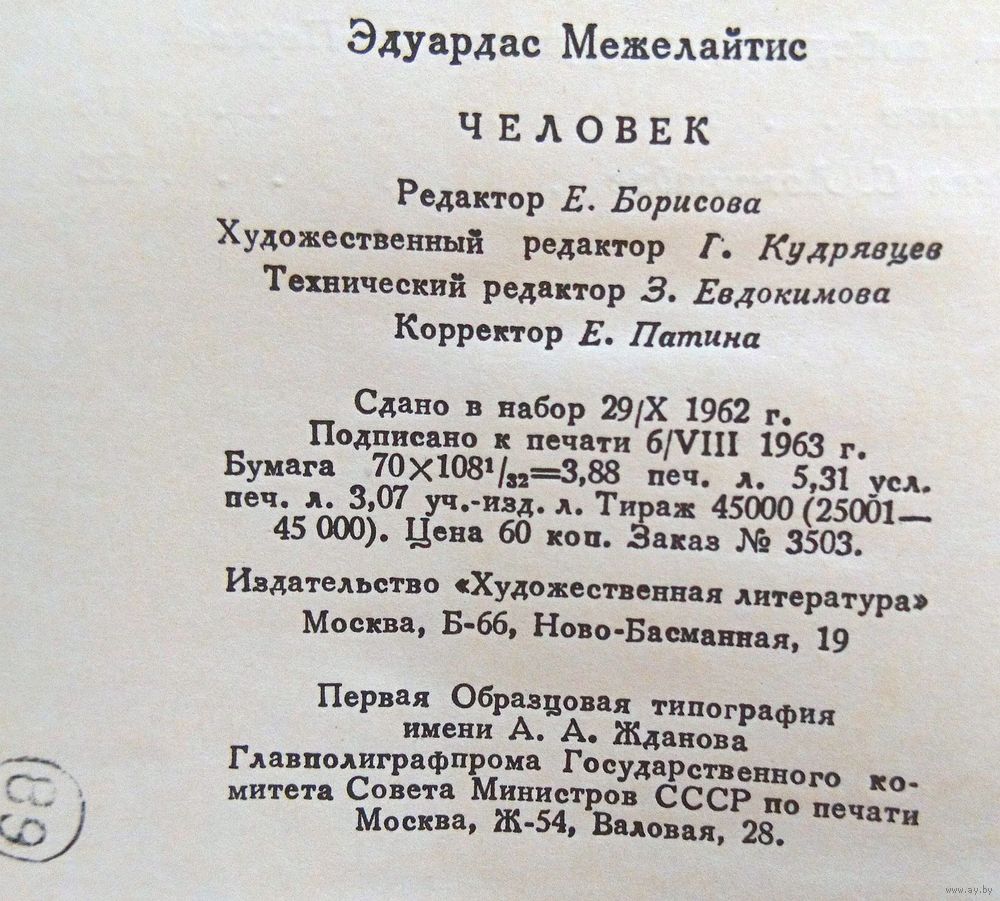 Эдуардас Межелайтис
ЧЕЛОВЕК
Редактор Е. Борисова
Художественный редактор Г. Кудрявцев
Технический редактор З. Евдокимова
Корректор Е. Патина
Сдано в набор 29/X 1962 г.
Подписано к печати 6/VIII 1963 г.
Бумага 70×108¹/₃₂=3,88 печ. л. 5,31 усл.
печ. л. 3,07 уч.-изд. л. Тираж 45000 (25001—
45 000). Цена 60 коп. Заказ № 3503.
Издательство «Художественная литература»
Москва, Б-66, Ново-Басманная, 19
Первая Образцовая типография
имени А. А. Жданова
Главполиграфпрома Государственного ко-
митета Совета Министров СССР по печати
Москва, Ж-54, Валовая, 28.
89
www.ay.by